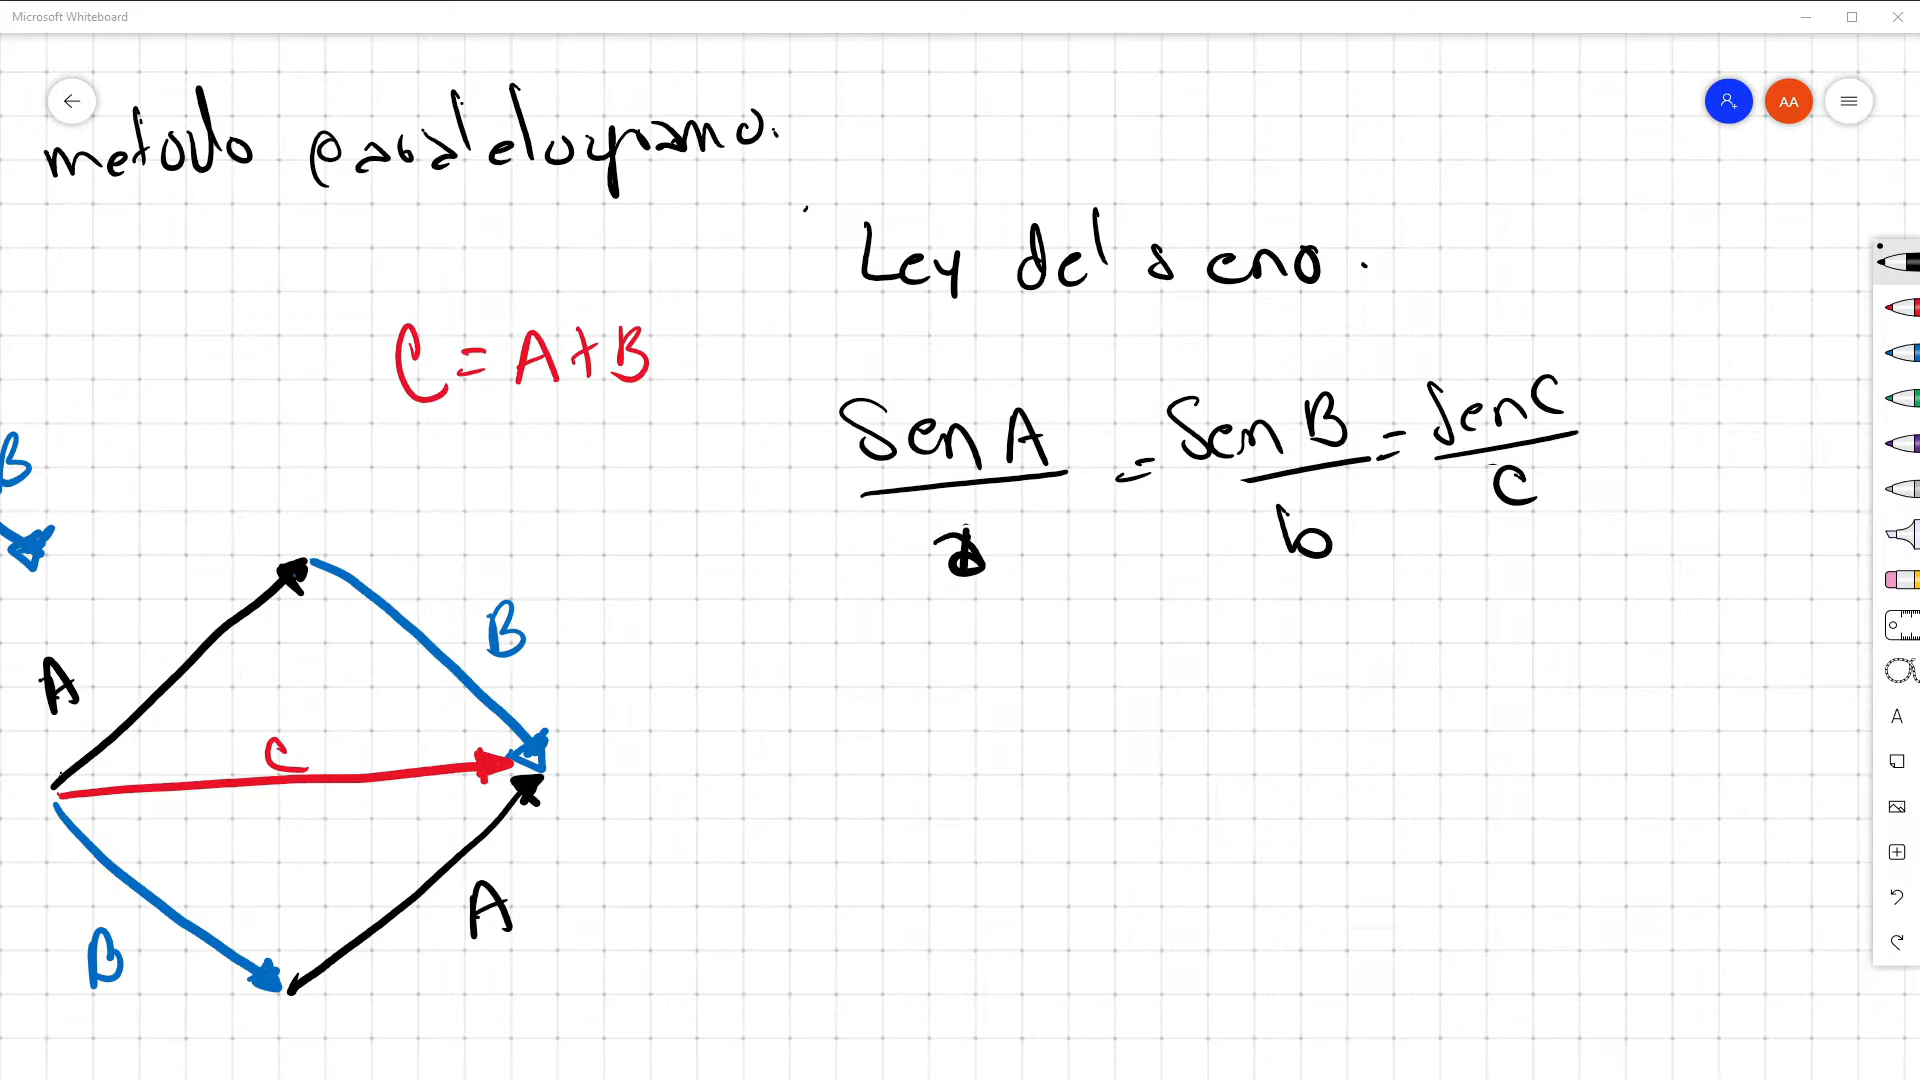 Microsoft Whiteboard
AA
metodo paralelogramo.
Ley del seno.
C = A + B
Sen A = Sen B = Sen C
a b c
B
B
A
C
A
B
A